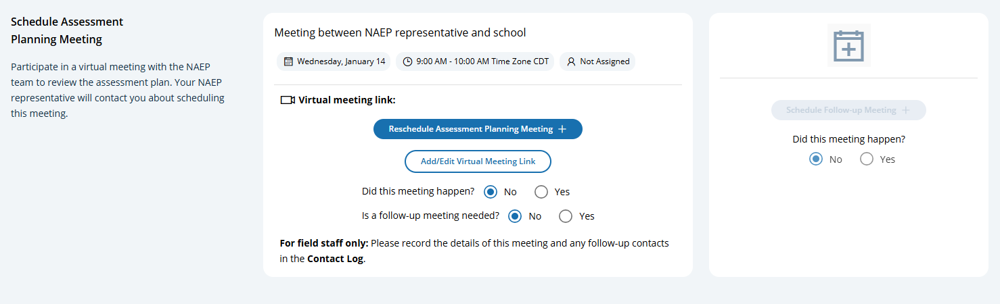 Schedule Assessment
Planning Meeting
Participate in a virtual meeting with the NAEP
team to review the assessment plan. Your NAEP
representative will contact you about scheduling
this meeting.
Meeting between NAEP representative and school
Wednesday, January 14
9:00 AM - 10:00 AM Time Zone CDT
Not Assigned
Virtual meeting link:
Reschedule Assessment Planning Meeting
Add/Edit Virtual Meeting Link
Did this meeting happen? No Yes
Is a follow-up meeting needed? No Yes
For field staff only: Please record the details of this meeting and any follow-up contacts
in the Contact Log.
Schedule Follow-up Meeting
Did this meeting happen?
No Yes